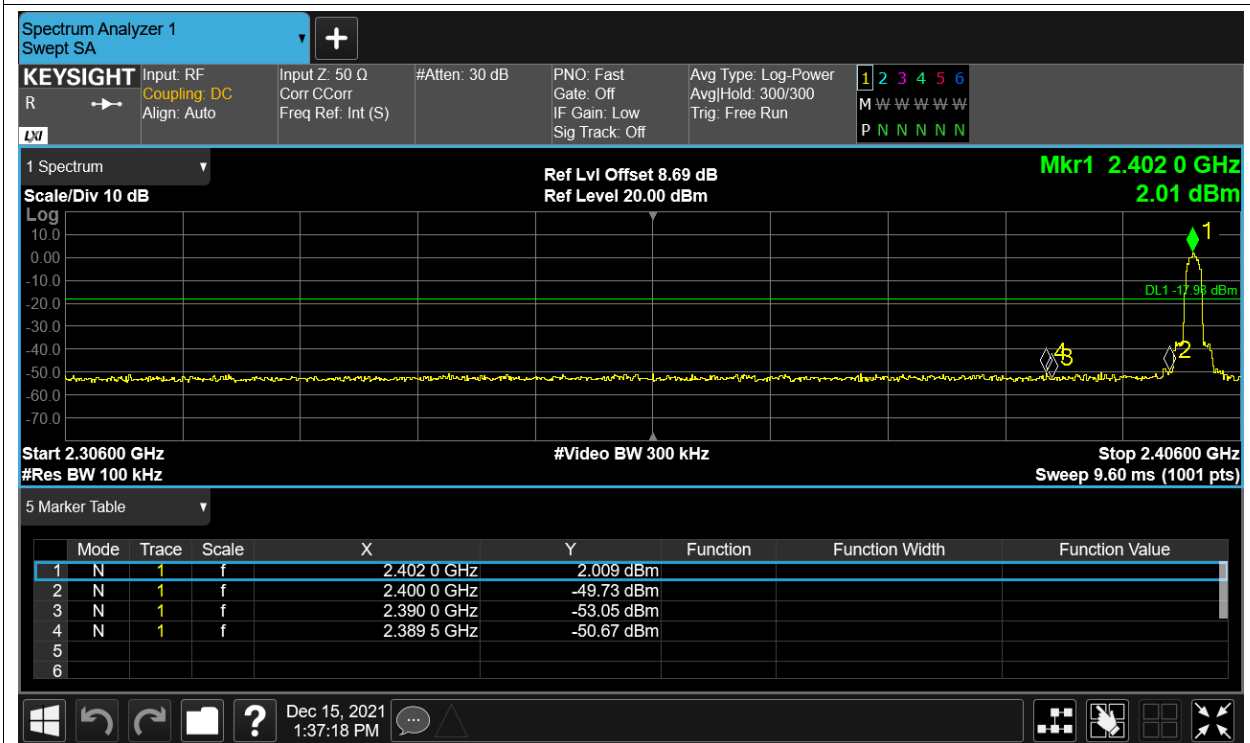 Spectrum Analyzer 1
Swept SA
KEYSIGHT Input: RF Input Z: 50 Ω #Atten: 30 dB PNO: Fast Avg Type: Log-Power 1 2 3 4 5 6
R Coupling: DC Corr CCorr Gate: Off Avg|Hold: 300/300 M W W W W W
Align: Auto Freq Ref: Int (S) IF Gain: Low Trig: Free Run
LXI Sig Track: Off P N N N N N
1 Spectrum Ref Lvl Offset 8.69 dB Mkr1 2.402 0 GHz
Scale/Div 10 dB Ref Level 20.00 dBm 2.01 dBm
Log
10.0 1
0.00
-10.0
DL1 -17.98 dBm
-20.0
-30.0
-40.0 4 3 2
-50.0
-60.0
-70.0
Start 2.30600 GHz #Video BW 300 kHz Stop 2.40600 GHz
#Res BW 100 kHz Sweep 9.60 ms (1001 pts)
5 Marker Table
Mode Trace Scale X Y Function Function Width Function Value
1 N 1 f 2.402 0 GHz 2.009 dBm
2 N 1 f 2.400 0 GHz -49.73 dBm
3 N 1 f 2.390 0 GHz -53.05 dBm
4 N 1 f 2.389 5 GHz -50.67 dBm
5
6
? Dec 15, 2021
1:37:18 PM